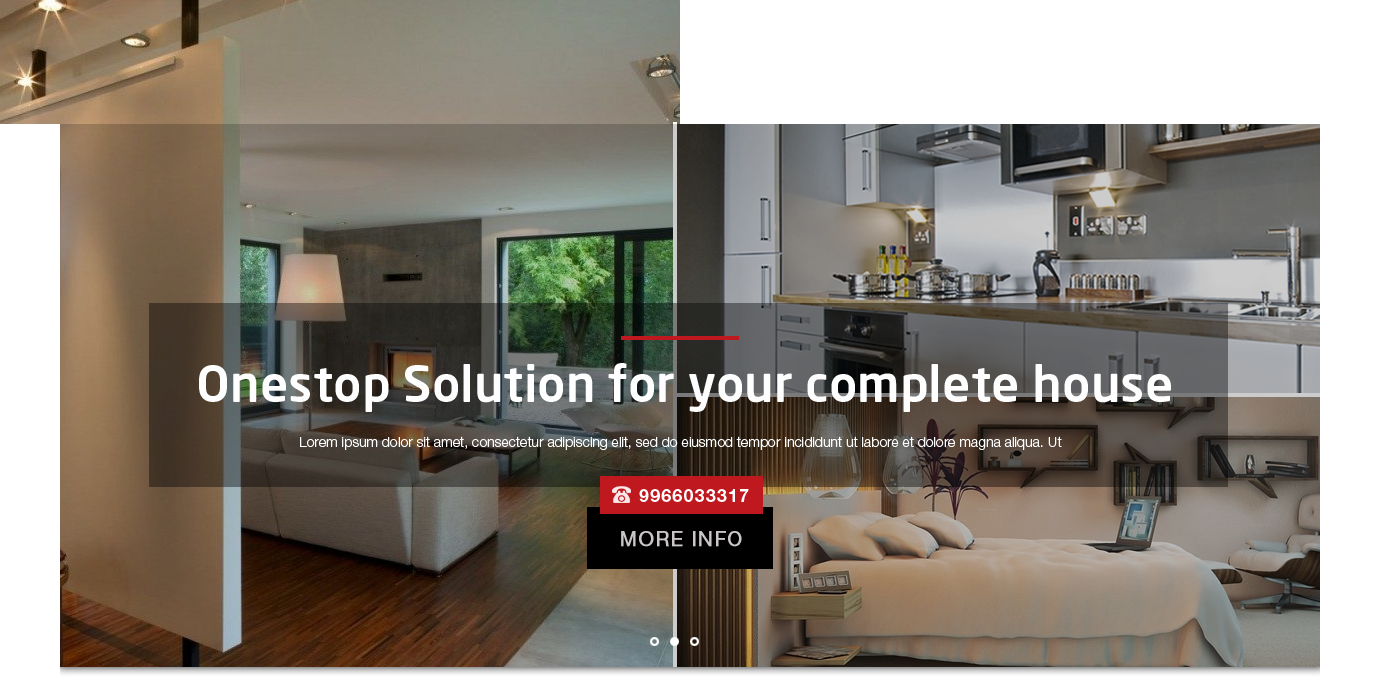 Onestop Solution for your complete house
Lorem ipsum dolor sit amet, consectetur adipiscing elit, sed do eiusmod tempor incididunt ut labore et dolore magna aliqua. Ut
9966033317
MORE INFO